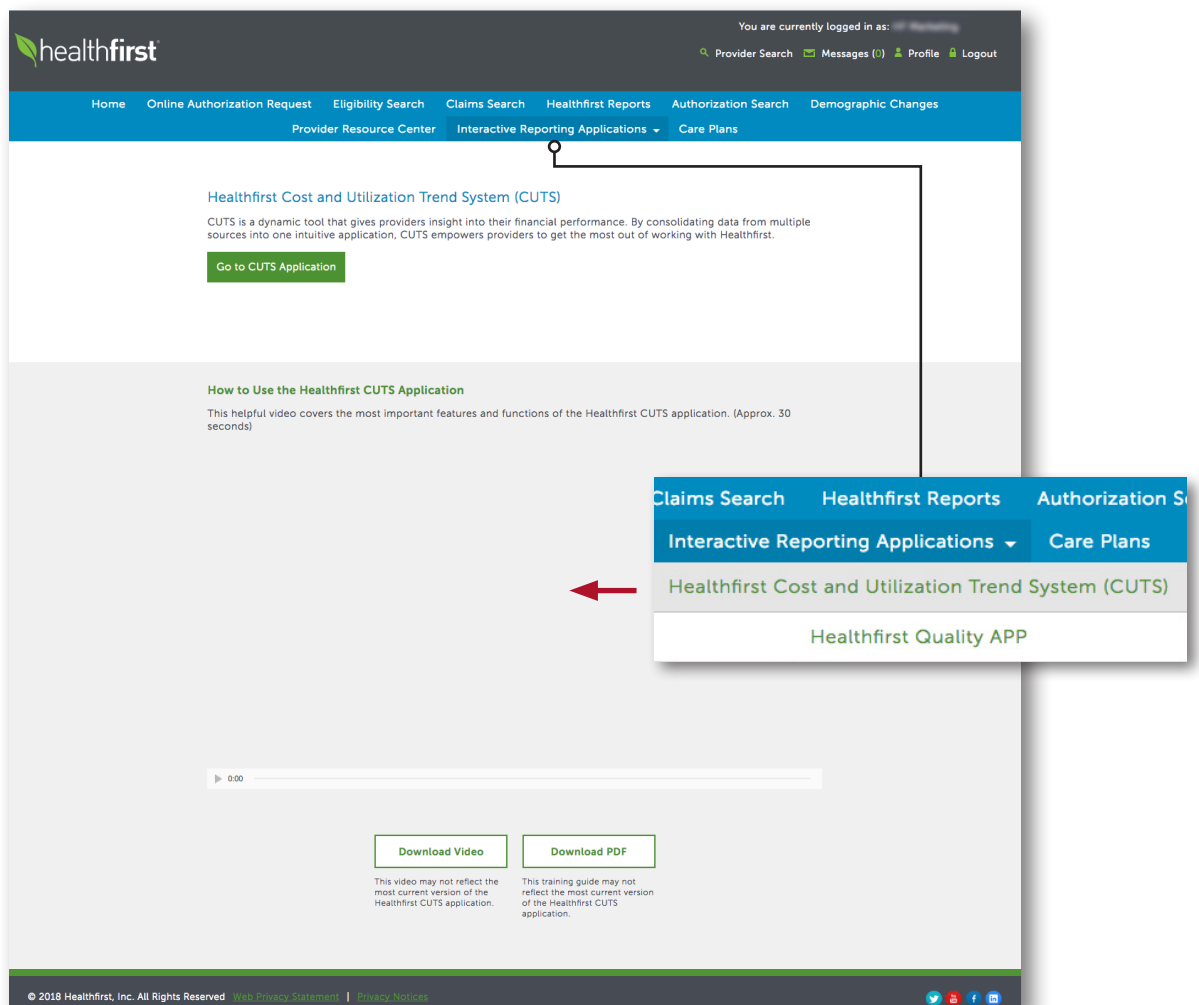 You are currently logged in as:
healthfirst
Provider Search Messages (0) Profile Logout
Home Online Authorization Request Eligibility Search Claims Search Healthfirst Reports Authorization Search Demographic Changes
Provider Resource Center Interactive Reporting Applications Care Plans
Healthfirst Cost and Utilization Trend System (CUTS)
CUTS is a dynamic tool that gives providers insight into their financial performance. By consolidating data from multiple
sources into one intuitive application, CUTS empowers providers to get the most out of working with Healthfirst.
Go to CUTS Application
How to Use the Healthfirst CUTS Application
This helpful video covers the most important features and functions of the Healthfirst CUTS application. (Approx. 30
seconds)
Claims Search Healthfirst Reports Authorization S
Interactive Reporting Applications Care Plans
Healthfirst Cost and Utilization Trend System (CUTS)
Healthfirst Quality APP
0:00
Download Video Download PDF
This video may not reflect the
most current version of the
Healthfirst CUTS application.
This training guide may not
reflect the most current version
of the Healthfirst CUTS
application.
© 2018 Healthfirst, Inc. All Rights Reserved Web Privacy Statement | Privacy Notices